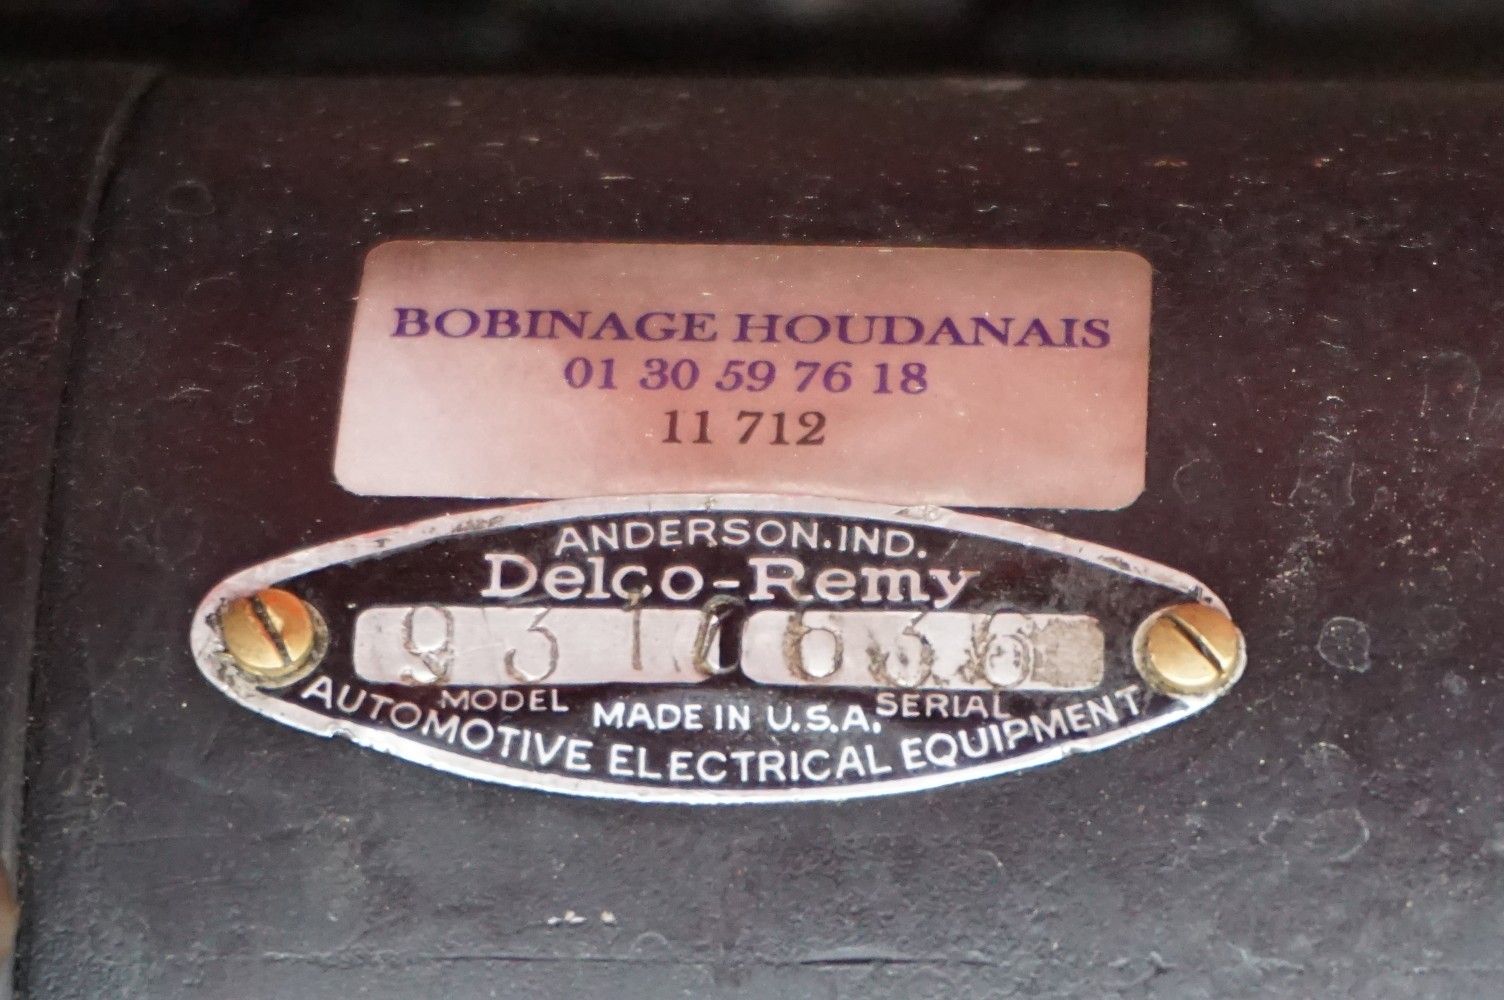 BOBINAGE HOUDANAIS
01 30 59 76 18
11 712
ANDERSON.IND.
Delco-Remy
MODEL
SERIAL
MADE IN U.S.A.
AUTOMOTIVE ELECTRICAL EQUIPMENT